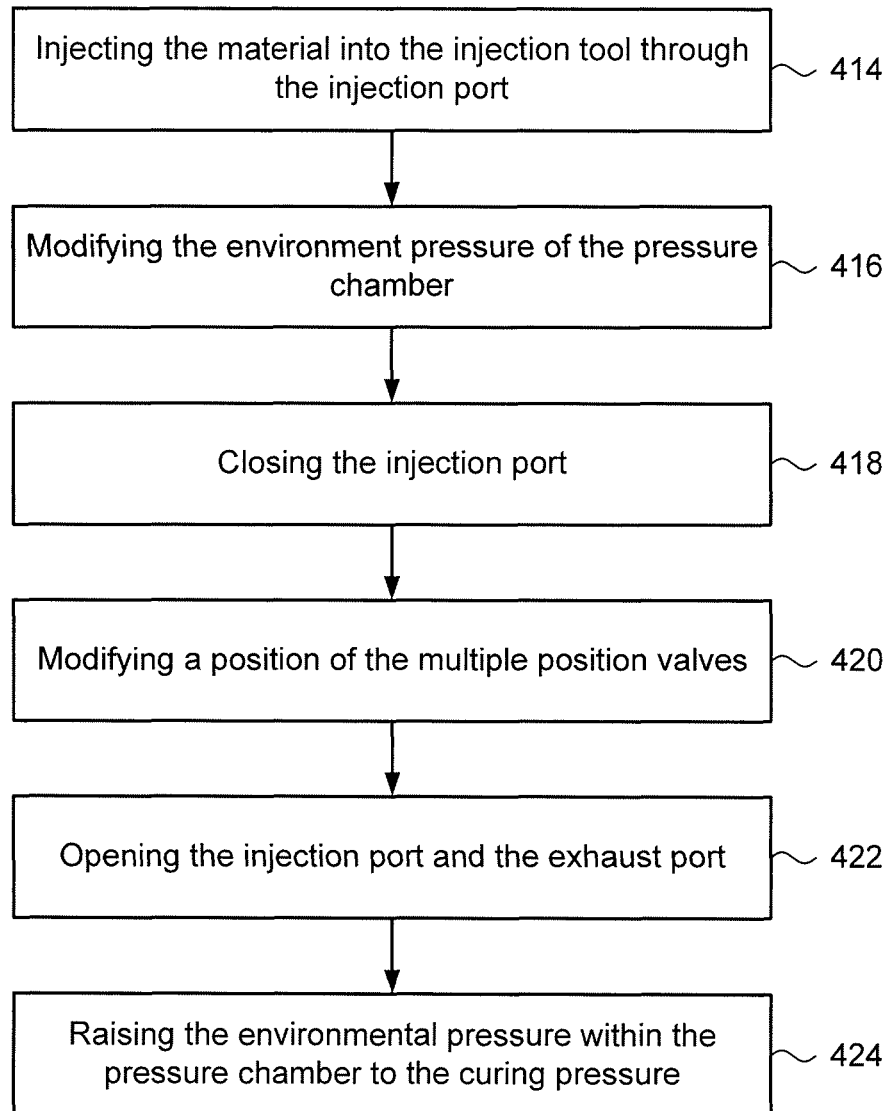 Injecting the material into the injection tool through
the injection port
414
Modifying the environment pressure of the pressure
chamber
416
Closing the injection port
418
Modifying a position of the multiple position valves
420
Opening the injection port and the exhaust port
422
Raising the environmental pressure within the
pressure chamber to the curing pressure
424